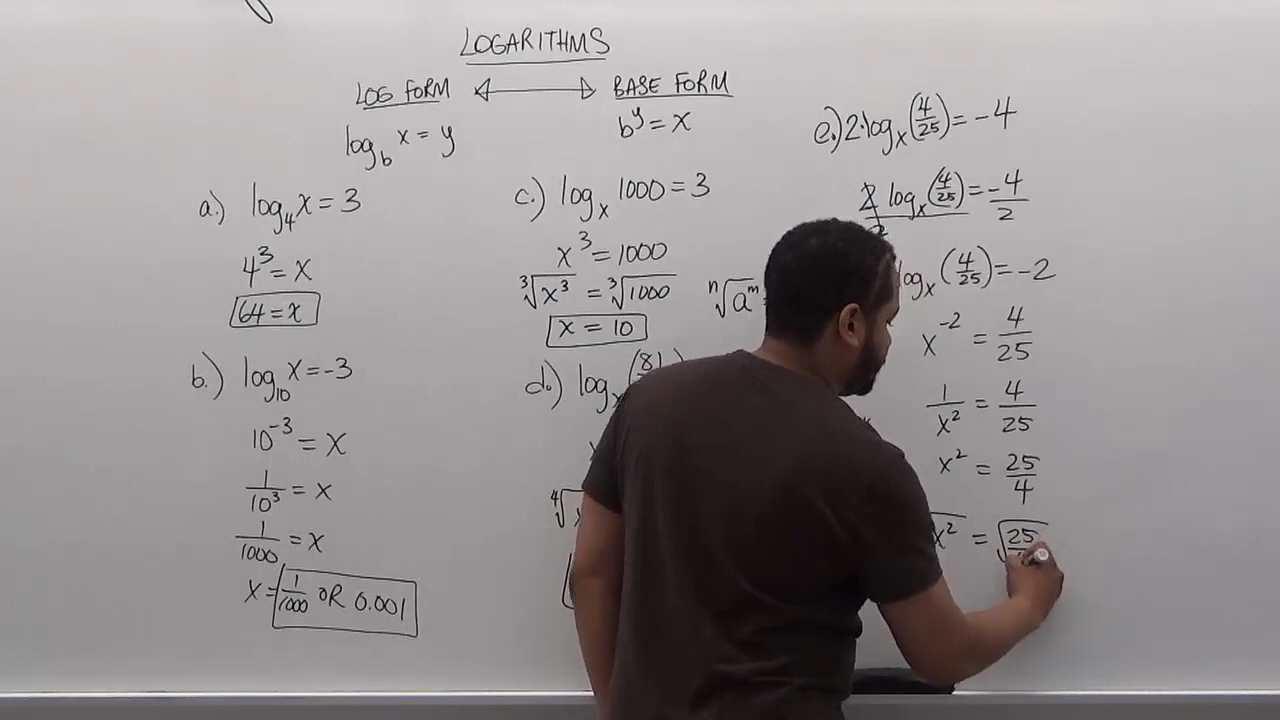 LOGARITHMS
LOG FORM ⟷ BASE FORM
log_b x = y
b^y = x
a.) log_4 x = 3
4^3 = x
64 = x
b.) log_10 x = -3
10^-3 = x
1/10^3 = x
1/1000 = x
x = 1/1000 OR 0.001
c.) log_x 1000 = 3
x^3 = 1000
∛x^3 = ∛1000
x = 10
ⁿ√a^m
d.) log_x (81
e.) 2·log_x (4/25) = -4
2 log_x (4/25) / 2 = -4/2
log_x (4/25) = -2
x^-2 = 4/25
1/x^2 = 4/25
x^2 = 25/4
x^2 = √25